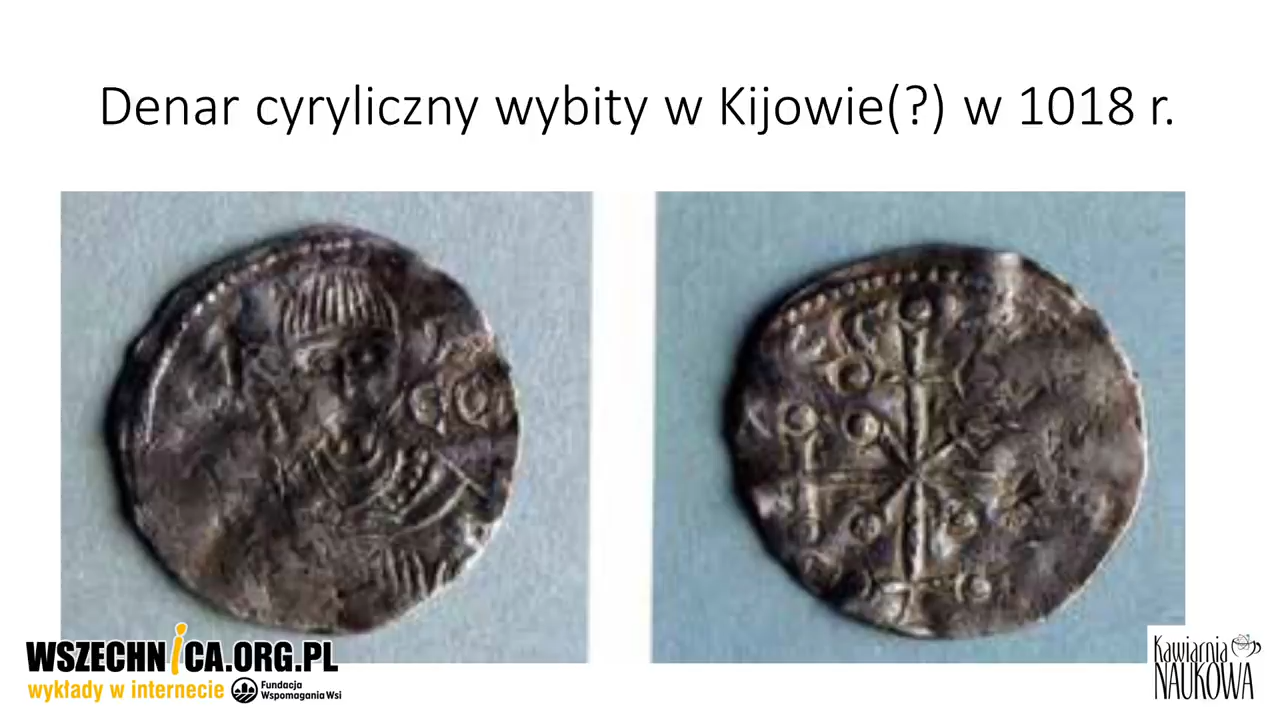 Denar cyryliczny wybity w Kijowie(?) w 1018 r.
WSZECHNiCA.ORG.PL
wykłady w internecie
Fundacja
Wspomagania Wsi
Kawiarnia
NAUKOWA